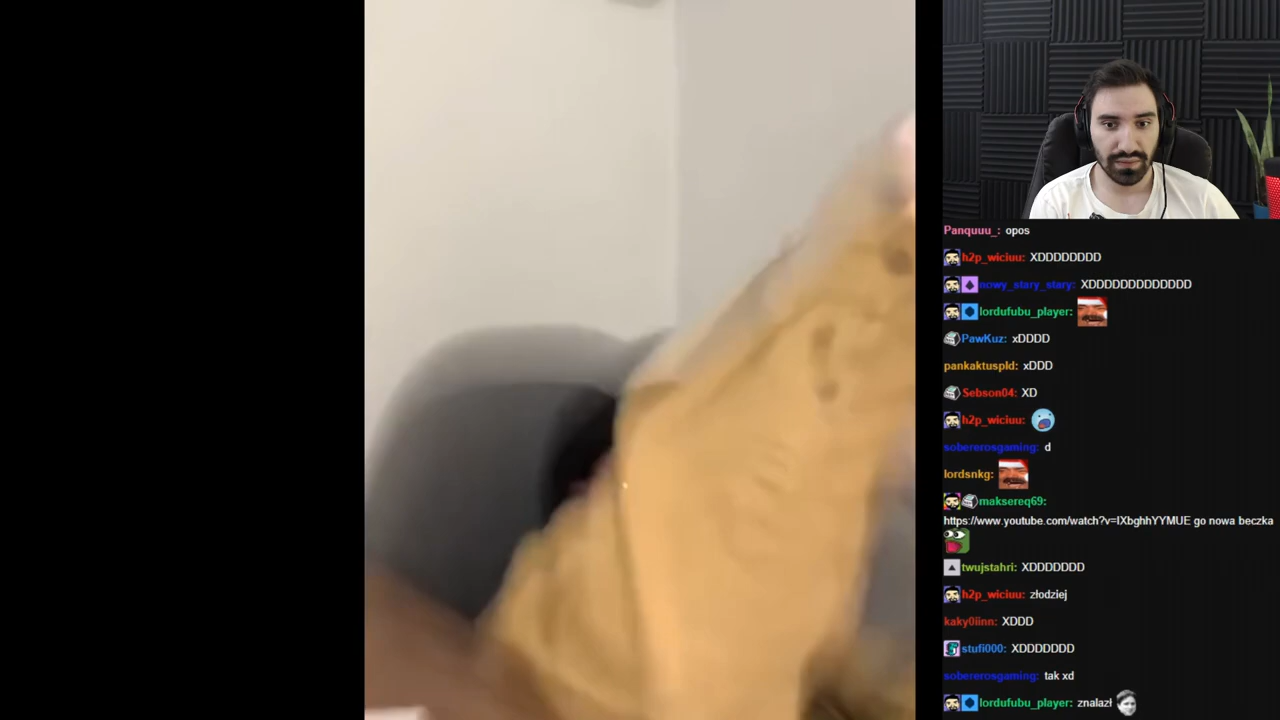 Panquuu_: opos
h2p_wiciuu: XDDDDDDDD
nowy_stary_stary: XDDDDDDDDDDDDD
lordufubu_player:
PawKuz: xDDDD
pankaktuspld: xDDD
Sebson04: XD
h2p_wiciuu:
sobererosgaming: d
lordsnkg:
maksereq69:
https://www.youtube.com/watch?v=IXbghhYYMUE go nowa beczka
twujstahri: XDDDDDDD
h2p_wiciuu: złodziej
kaky0iinn: XDDD
stufi000: XDDDDDDD
sobererosgaming: tak xd
lordufubu_player: znalazł